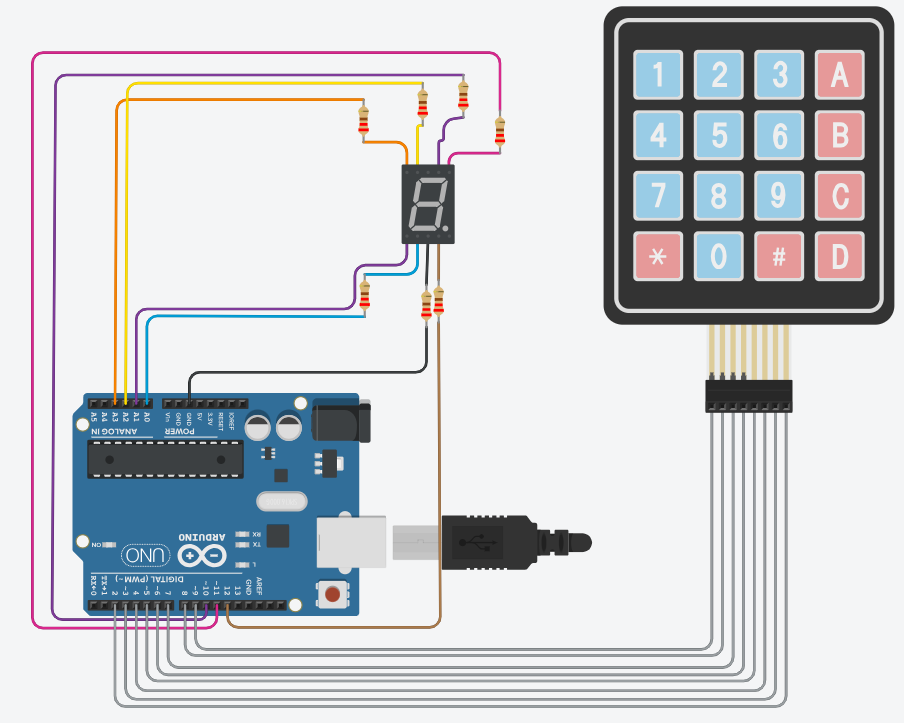 1 2 3 A
4 5 6 B
7 8 9 C
* 0 # D
A5 A4 A3 A2 A1 A0
Vin GND GND 5V 3.3V RESET IOREF
ANALOG IN
POWER
ON
UNO
ARDUINO
RX
TX
L
DIGITAL (PWM ~)
RX←0 TX→1 2 ~3 4 ~5 ~6 7 8 ~9 ~10 ~11 12 13 GND AREF